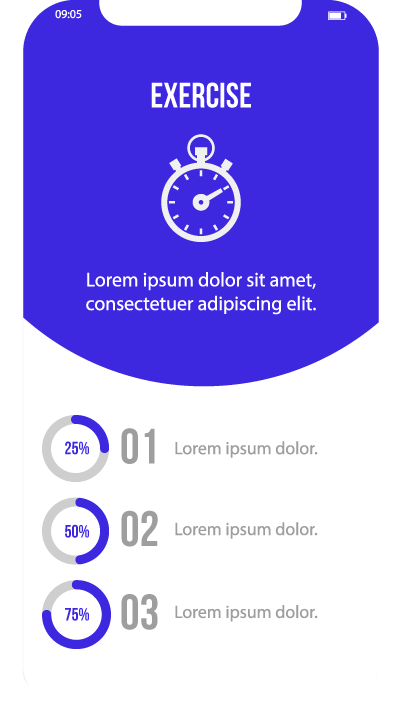 09:05
EXERCISE
Lorem ipsum dolor sit amet,
consectetuer adipiscing elit.
25% 01 Lorem ipsum dolor.
50% 02 Lorem ipsum dolor.
75% 03 Lorem ipsum dolor.